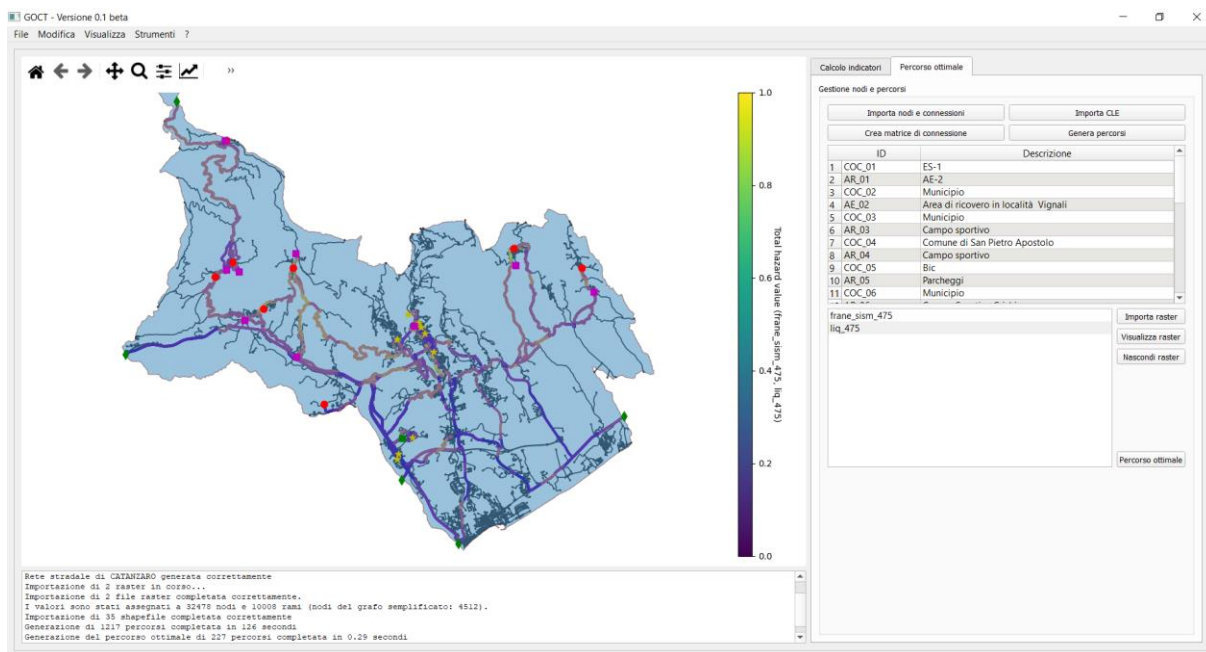 GOCT - Versione 0.1 beta
File Modifica Visualizza Strumenti ?
Calcolo indicatori Percorso ottimale
Gestione nodi e percorsi
Importa nodi e connessioni Importa CLE
Crea matrice di connessione Genera percorsi
ID Descrizione
1 COC_01 ES-1
2 AR_01 AE-2
3 COC_02 Municipio
4 AE_02 Area di ricovero in località Vignali
5 COC_03 Municipio
6 AR_03 Campo sportivo
7 COC_04 Comune di San Pietro Apostolo
8 AR_04 Campo sportivo
9 COC_05 Bic
10 AR_05 Parcheggi
11 COC_06 Municipio
frane_sism_475
liq_475
Importa raster
Visualizza raster
Nascondi raster
Percorso ottimale
1.0
0.8
0.6
0.4
0.2
0.0
Total hazard value (frane_sism_475, liq_475)
Rete stradale di CATANZARO generata correttamente
Importazione di 2 raster in corso...
Importazione di 2 file raster completata correttamente.
I valori sono stati assegnati a 32478 nodi e 10008 rami (nodi del grafo semplificato: 4512).
Importazione di 35 shapefile completata correttamente
Generazione di 1217 percorsi completata in 126 secondi
Generazione del percorso ottimale di 227 percorsi completata in 0.29 secondi